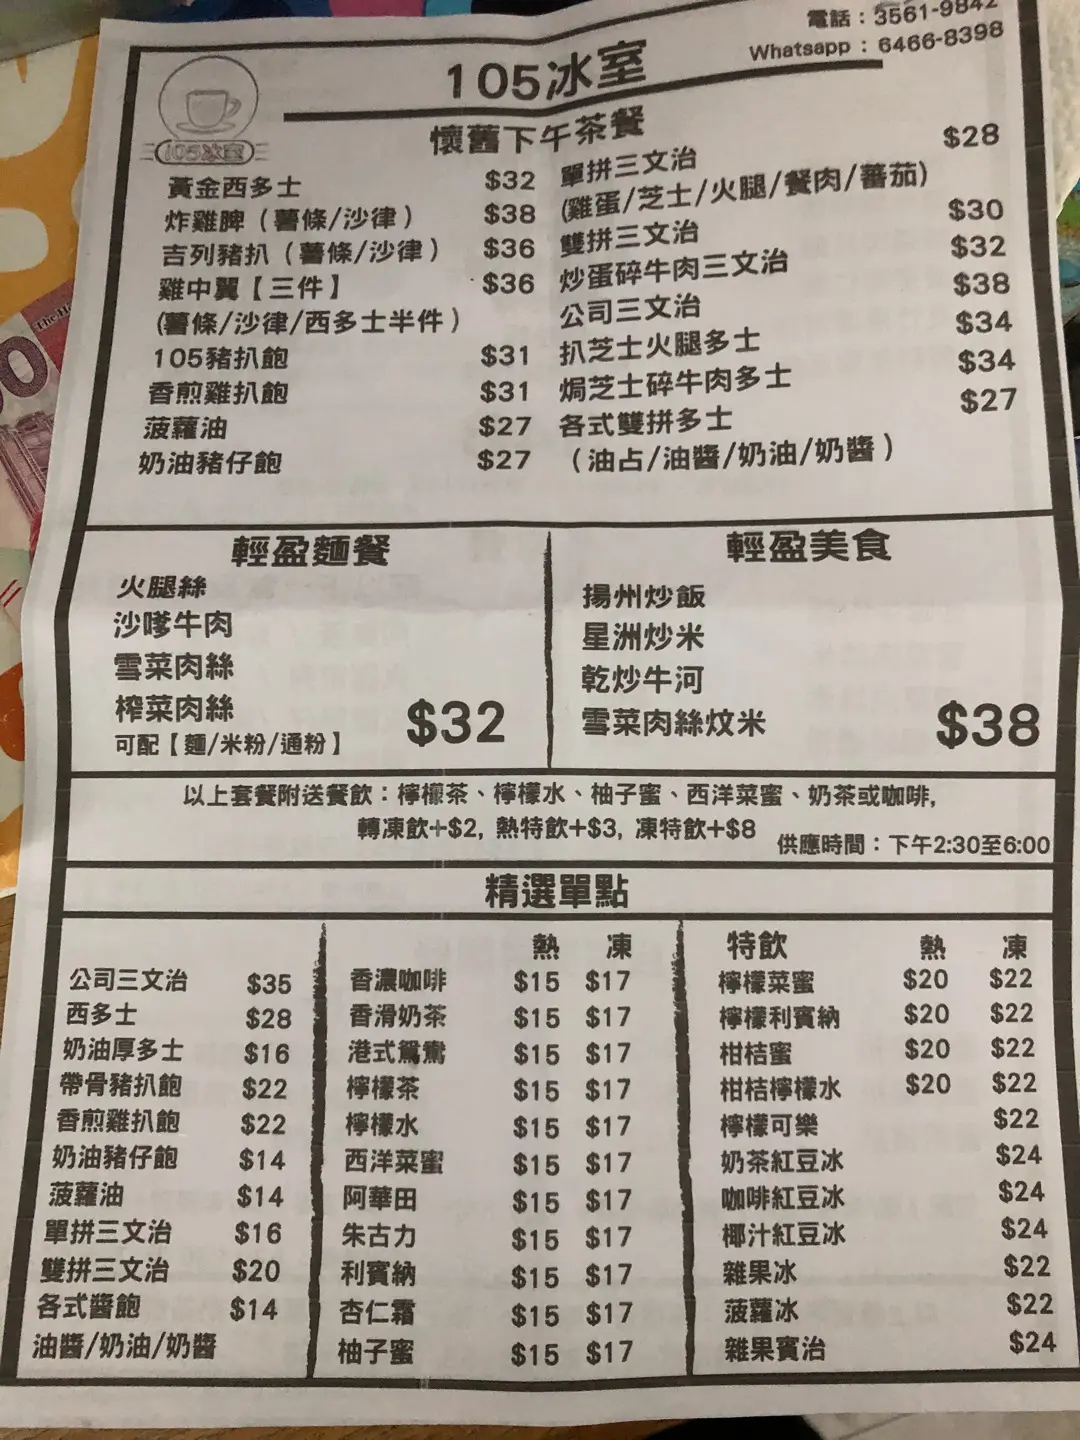 電話：3561-9842
Whatsapp：6466-8398
105冰室
105冰室
懷舊下午茶餐
黃金西多士 $32
炸雞髀（薯條/沙律） $38
吉列豬扒（薯條/沙律） $36
雞中翼【三件】 $36
(薯條/沙律/西多士半件）
105豬扒飽 $31
香煎雞扒飽 $31
菠蘿油 $27
奶油豬仔飽 $27
單拼三文治 $28
(雞蛋/芝士/火腿/餐肉/蕃茄)
雙拼三文治 $30
炒蛋碎牛肉三文治 $32
公司三文治 $38
扒芝士火腿多士 $34
焗芝士碎牛肉多士 $34
各式雙拼多士 $27
（油占/油醬/奶油/奶醬）
輕盈麵餐
火腿絲
沙嗲牛肉
雪菜肉絲
榨菜肉絲
可配【麵/米粉/通粉】
$32
輕盈美食
揚州炒飯
星洲炒米
乾炒牛河
雪菜肉絲炆米
$38
以上套餐附送餐飲：檸檬茶、檸檬水、柚子蜜、西洋菜蜜、奶茶或咖啡,
轉凍飲+$2, 熱特飲+$3, 凍特飲+$8
供應時間：下午2:30至6:00
精選單點
公司三文治 $35
西多士 $28
奶油厚多士 $16
帶骨豬扒飽 $22
香煎雞扒飽 $22
奶油豬仔飽 $14
菠蘿油 $14
單拼三文治 $16
雙拼三文治 $20
各式醬飽 $14
油醬/奶油/奶醬
熱 凍
香濃咖啡 $15 $17
香滑奶茶 $15 $17
港式鴛鴦 $15 $17
檸檬茶 $15 $17
檸檬水 $15 $17
西洋菜蜜 $15 $17
阿華田 $15 $17
朱古力 $15 $17
利賓納 $15 $17
杏仁霜 $15 $17
柚子蜜 $15 $17
特飲 熱 凍
檸檬菜蜜 $20 $22
檸檬利賓納 $20 $22
柑桔蜜 $20 $22
柑桔檸檬水 $20 $22
檸檬可樂 $22
奶茶紅豆冰 $24
咖啡紅豆冰 $24
椰汁紅豆冰 $24
雜果冰 $22
菠蘿冰 $22
雜果賓治 $24